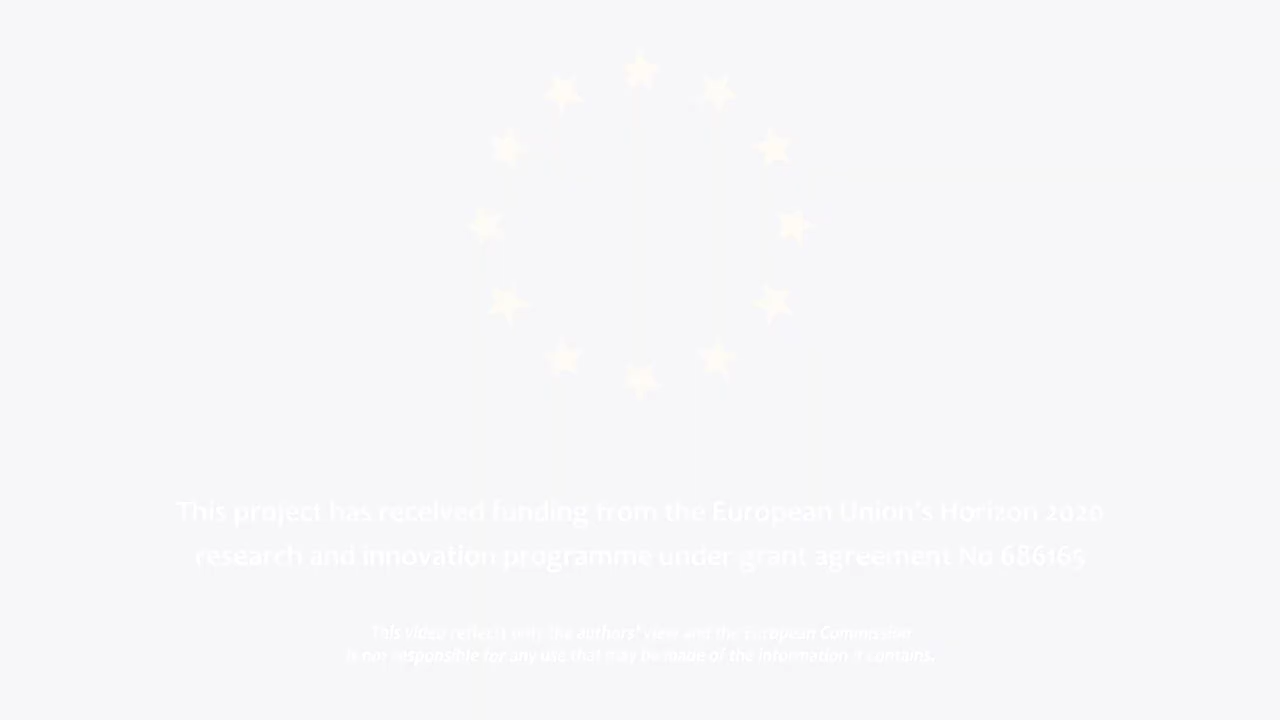 This project has received funding from the European Union's Horizon 2020
research and innovation programme under grant agreement No 686165
This video reflects only the authors' view and the European Commission
is not responsible for any use that may be made of the information it contains.